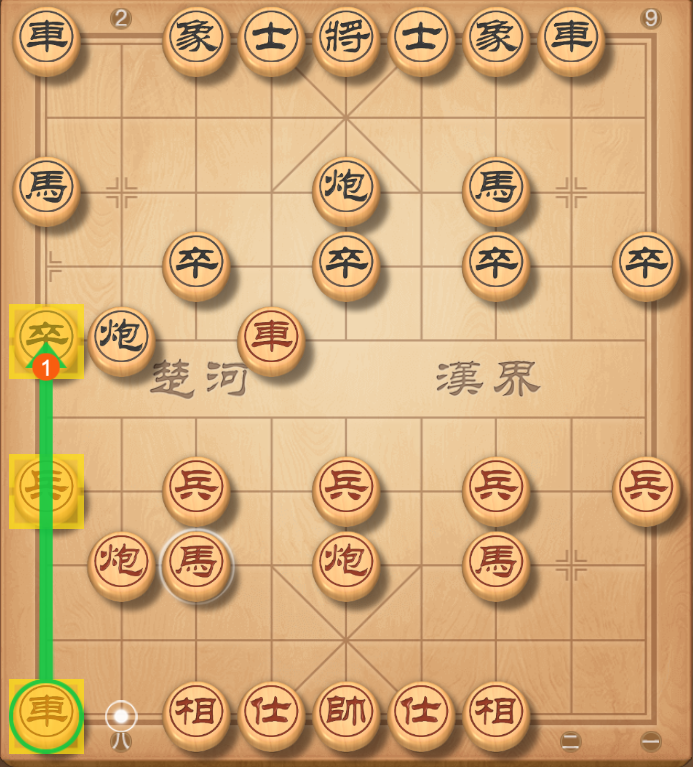 2 9
車 象 士 將 士 象 車
馬 炮 馬
卒 卒 卒 卒
卒 炮 車
1
楚河 漢界
兵 兵 兵 兵 兵
炮 馬 炮 馬
車 相 仕 帥 仕 相
八 二 一